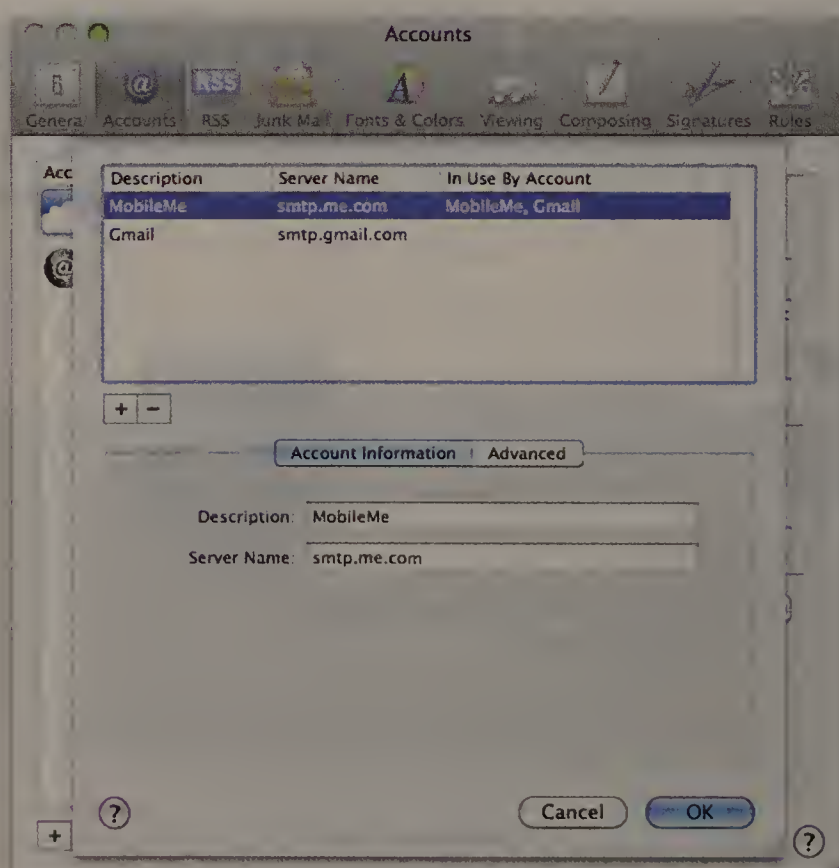 Accounts
General Accounts RSS Junk Mail Fonts & Colors Viewing Composing Signatures Rules
Acc
Description Server Name In Use By Account
MobileMe smtp.me.com MobileMe, Gmail
Gmail smtp.gmail.com
+ −
Account Information Advanced
Description: MobileMe
Server Name: smtp.me.com
? Cancel OK
+ ?